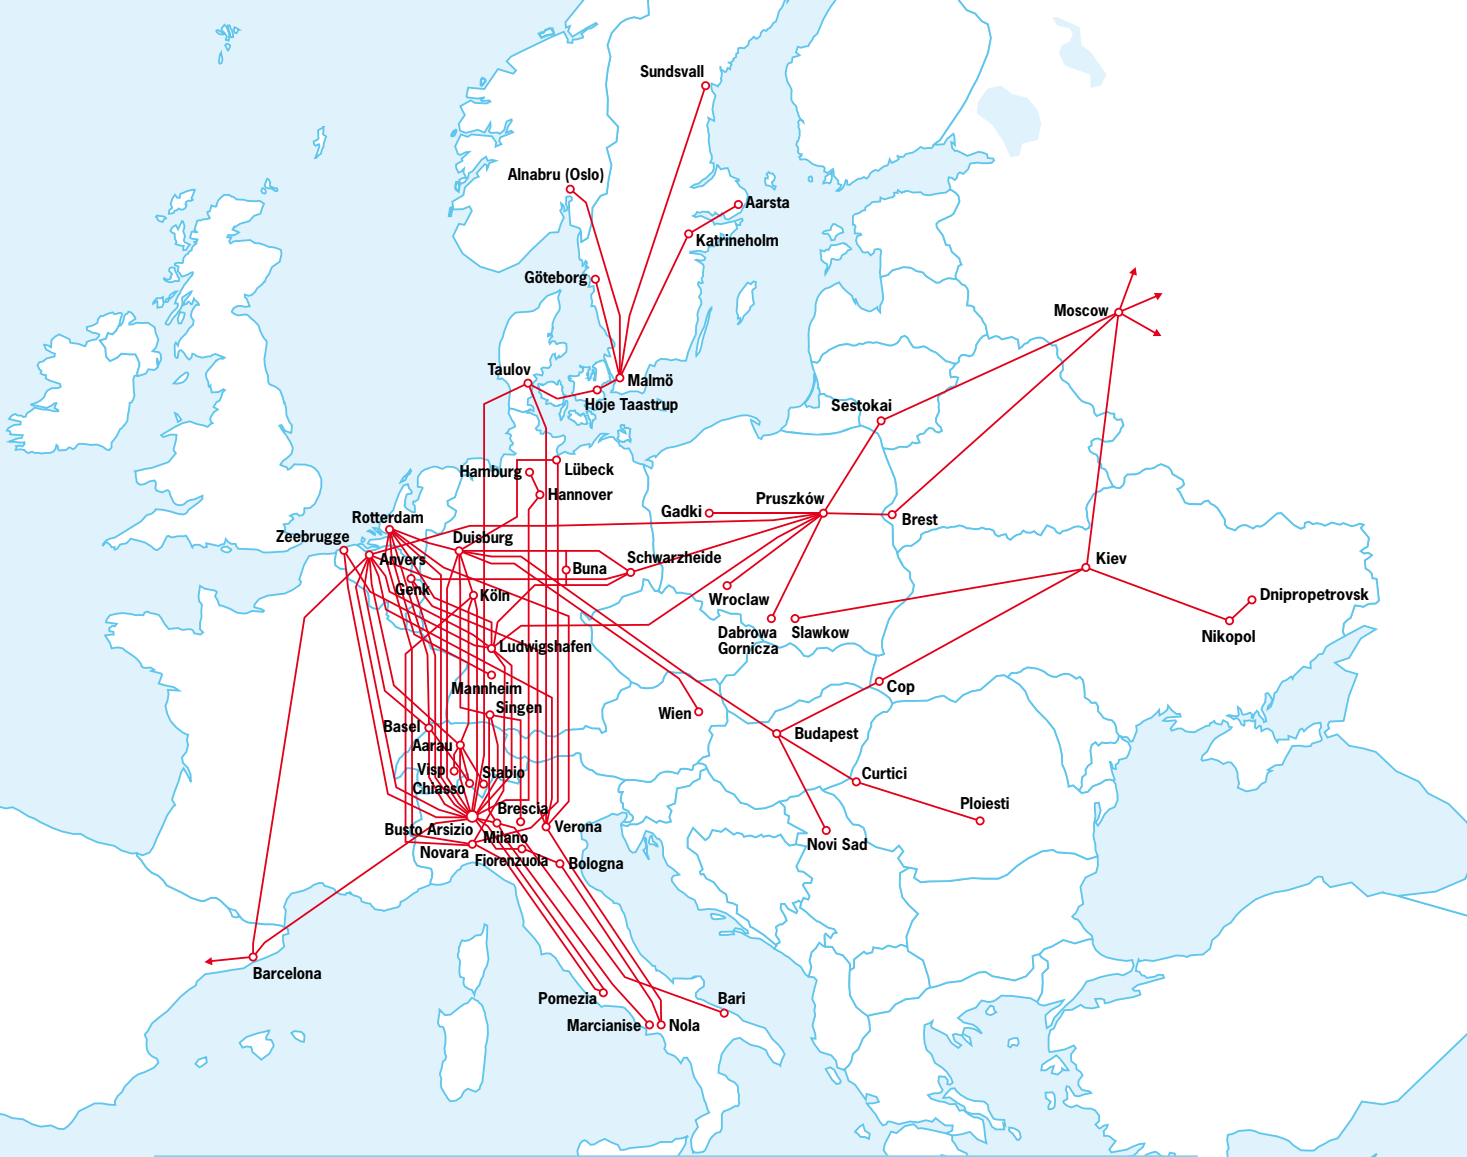 Sundsvall
Alnabru (Oslo)
Aarsta
Katrineholm
Göteborg
Moscow
Taulov
Malmö
Hoje Taastrup
Sestokai
Hamburg
Lübeck
Hannover
Pruszków
Gadki
Brest
Rotterdam
Zeebrugge
Duisburg
Anvers
Schwarzheide
Kiev
Buna
Genk
Köln
Wroclaw
Dnipropetrovsk
Dabrowa
Gornicza
Slawkow
Nikopol
Ludwigshafen
Mannheim
Cop
Singen
Wien
Basel
Budapest
Aarau
Visp
Stabio
Chiasso
Curtici
Ploiesti
Brescia
Busto Arsizio
Milano
Verona
Novi Sad
Novara
Fiorenzuola
Bologna
Barcelona
Pomezia
Bari
Marcianise
Nola